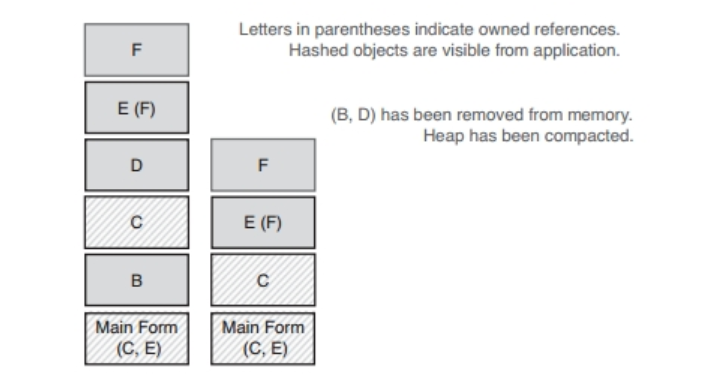 Letters in parentheses indicate owned references.
Hashed objects are visible from application.
(B, D) has been removed from memory.
Heap has been compacted.
F
E (F)
D
C
B
Main Form
(C, E)
F
E (F)
C
Main Form
(C, E)